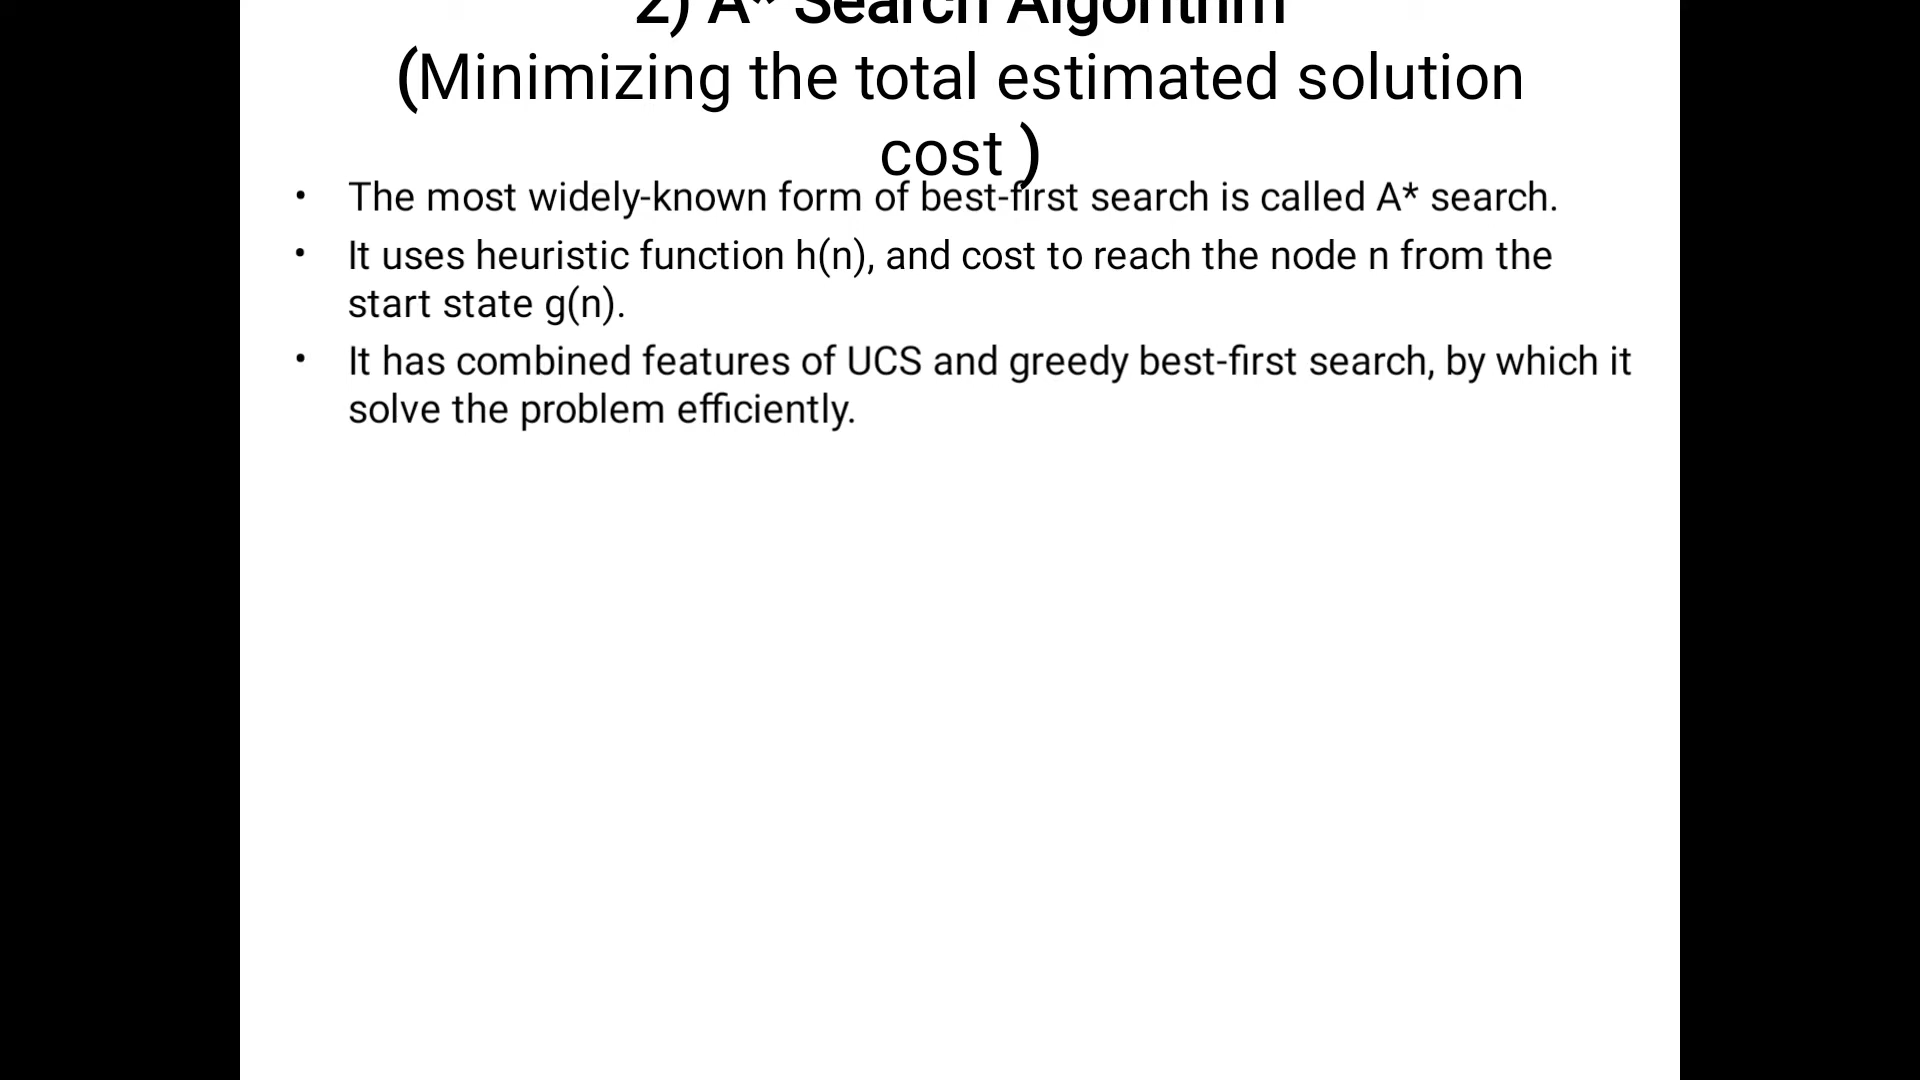 2) A* Search Algorithm
(Minimizing the total estimated solution
cost )
• The most widely-known form of best-first search is called A* search.
• It uses heuristic function h(n), and cost to reach the node n from the
start state g(n).
• It has combined features of UCS and greedy best-first search, by which it
solve the problem efficiently.